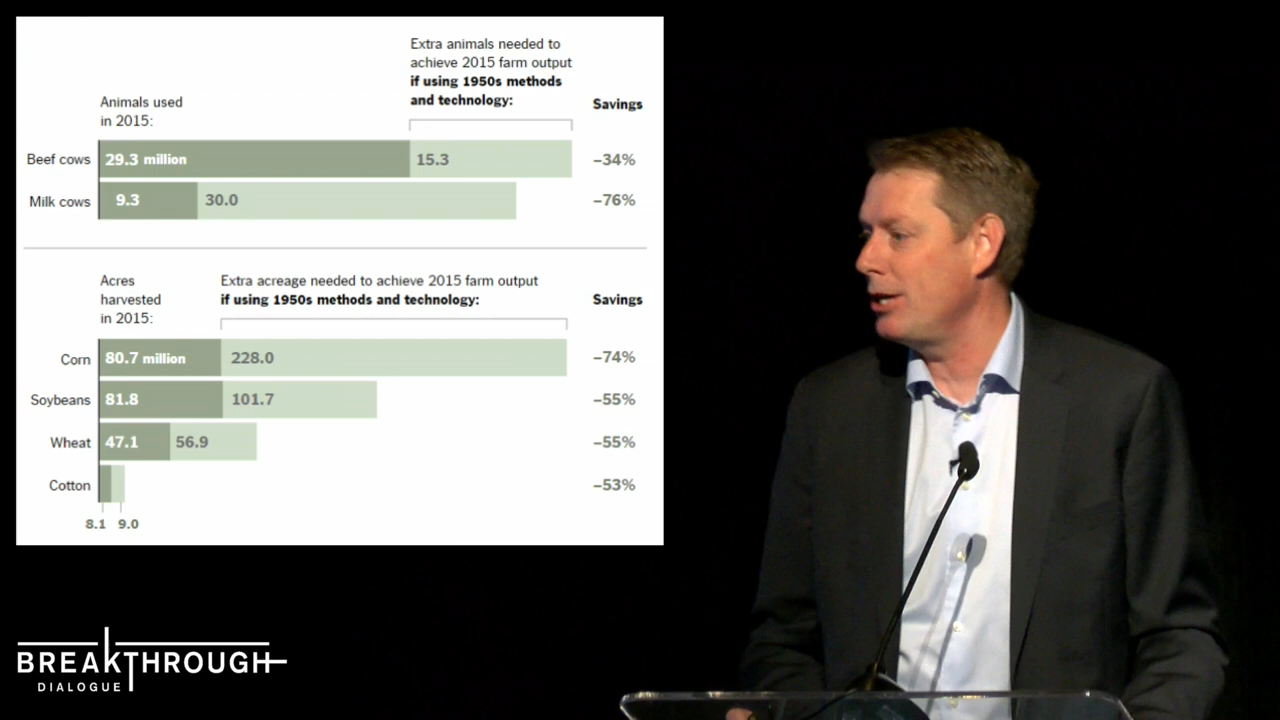 Extra animals needed to
achieve 2015 farm output
if using 1950s methods
and technology:
Animals used
in 2015:
Savings
Beef cows 29.3 million 15.3 –34%
Milk cows 9.3 30.0 –76%
Acres
harvested
in 2015:
Extra acreage needed to achieve 2015 farm output
if using 1950s methods and technology:
Savings
Corn 80.7 million 228.0 –74%
Soybeans 81.8 101.7 –55%
Wheat 47.1 56.9 –55%
Cotton –53%
8.1 9.0
BREAKTHROUGH
DIALOGUE